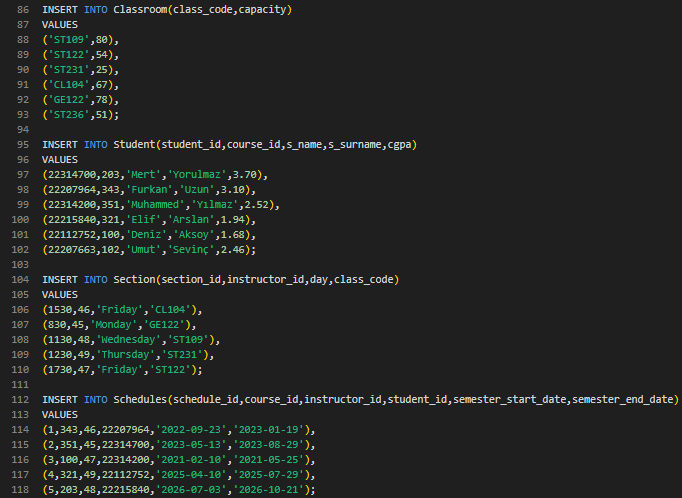 86 INSERT INTO Classroom(class_code,capacity)
87 VALUES
88 ('ST109',80),
89 ('ST122',54),
90 ('ST231',25),
91 ('CL104',67),
92 ('GE122',78),
93 ('ST236',51);
94
95 INSERT INTO Student(student_id,course_id,s_name,s_surname,cgpa)
96 VALUES
97 (22314700,203,'Mert','Yorulmaz',3.70),
98 (22207964,343,'Furkan','Uzun',3.10),
99 (22314200,351,'Muhammed','Yılmaz',2.52),
100 (22215840,321,'Elif','Arslan',1.94),
101 (22112752,100,'Deniz','Aksoy',1.68),
102 (22207663,102,'Umut','Sevinç',2.46);
103
104 INSERT INTO Section(section_id,instructor_id,day,class_code)
105 VALUES
106 (1530,46,'Friday','CL104'),
107 (830,45,'Monday','GE122'),
108 (1130,48,'Wednesday','ST109'),
109 (1230,49,'Thursday','ST231'),
110 (1730,47,'Friday','ST122');
111
112 INSERT INTO Schedules(schedule_id,course_id,instructor_id,student_id,semester_start_date,semester_end_date)
113 VALUES
114 (1,343,46,22207964,'2022-09-23','2023-01-19'),
115 (2,351,45,22314700,'2023-05-13','2023-08-29'),
116 (3,100,47,22314200,'2021-02-10','2021-05-25'),
117 (4,321,49,22112752,'2025-04-10','2025-07-29'),
118 (5,203,48,22215840,'2026-07-03','2026-10-21');